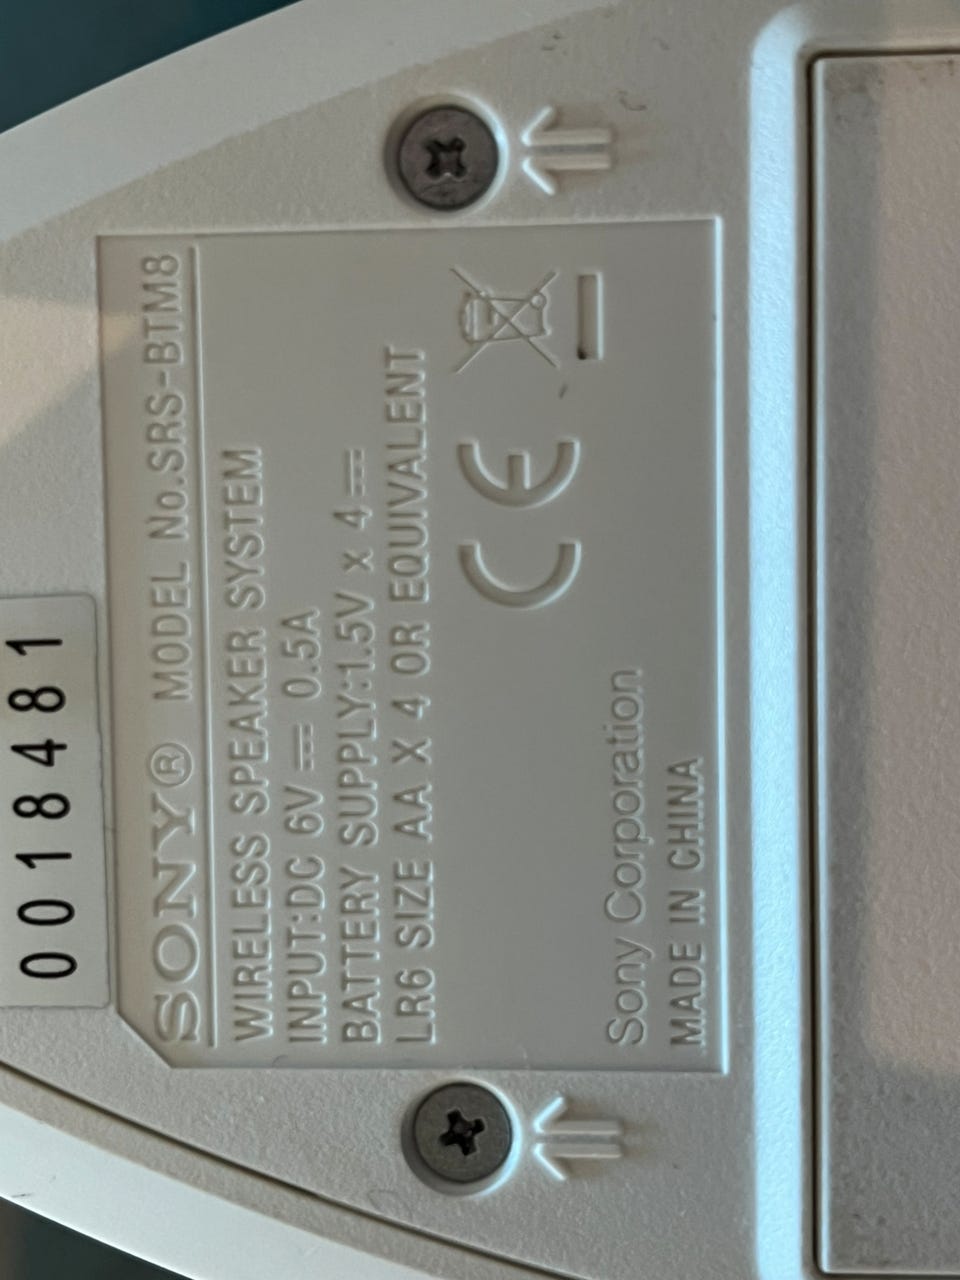 0018481
SONY® MODEL No.SRS-BTM8
WIRELESS SPEAKER SYSTEM
INPUT:DC 6V ⎓ 0.5A
BATTERY SUPPLY:1.5V x 4 ⎓
LR6 SIZE AA X 4 OR EQUIVALENT
CE
Sony Corporation
MADE IN CHINA